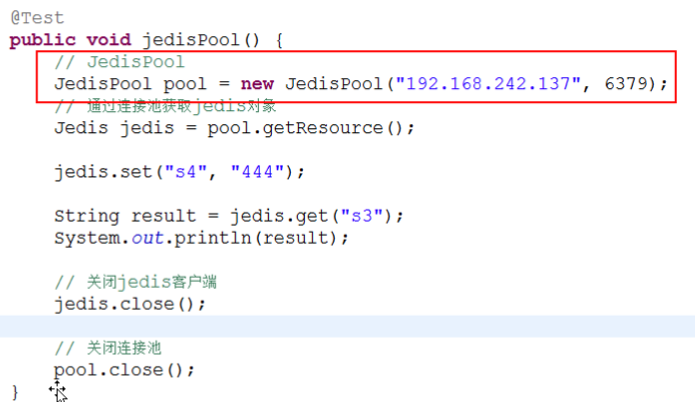 @Test
public void jedisPool() {
// JedisPool
JedisPool pool = new JedisPool("192.168.242.137", 6379);
// 通过连接池获取jedis对象
Jedis jedis = pool.getResource();
jedis.set("s4", "444");
String result = jedis.get("s3");
System.out.println(result);
// 关闭jedis客户端
jedis.close();
// 关闭连接池
pool.close();
}